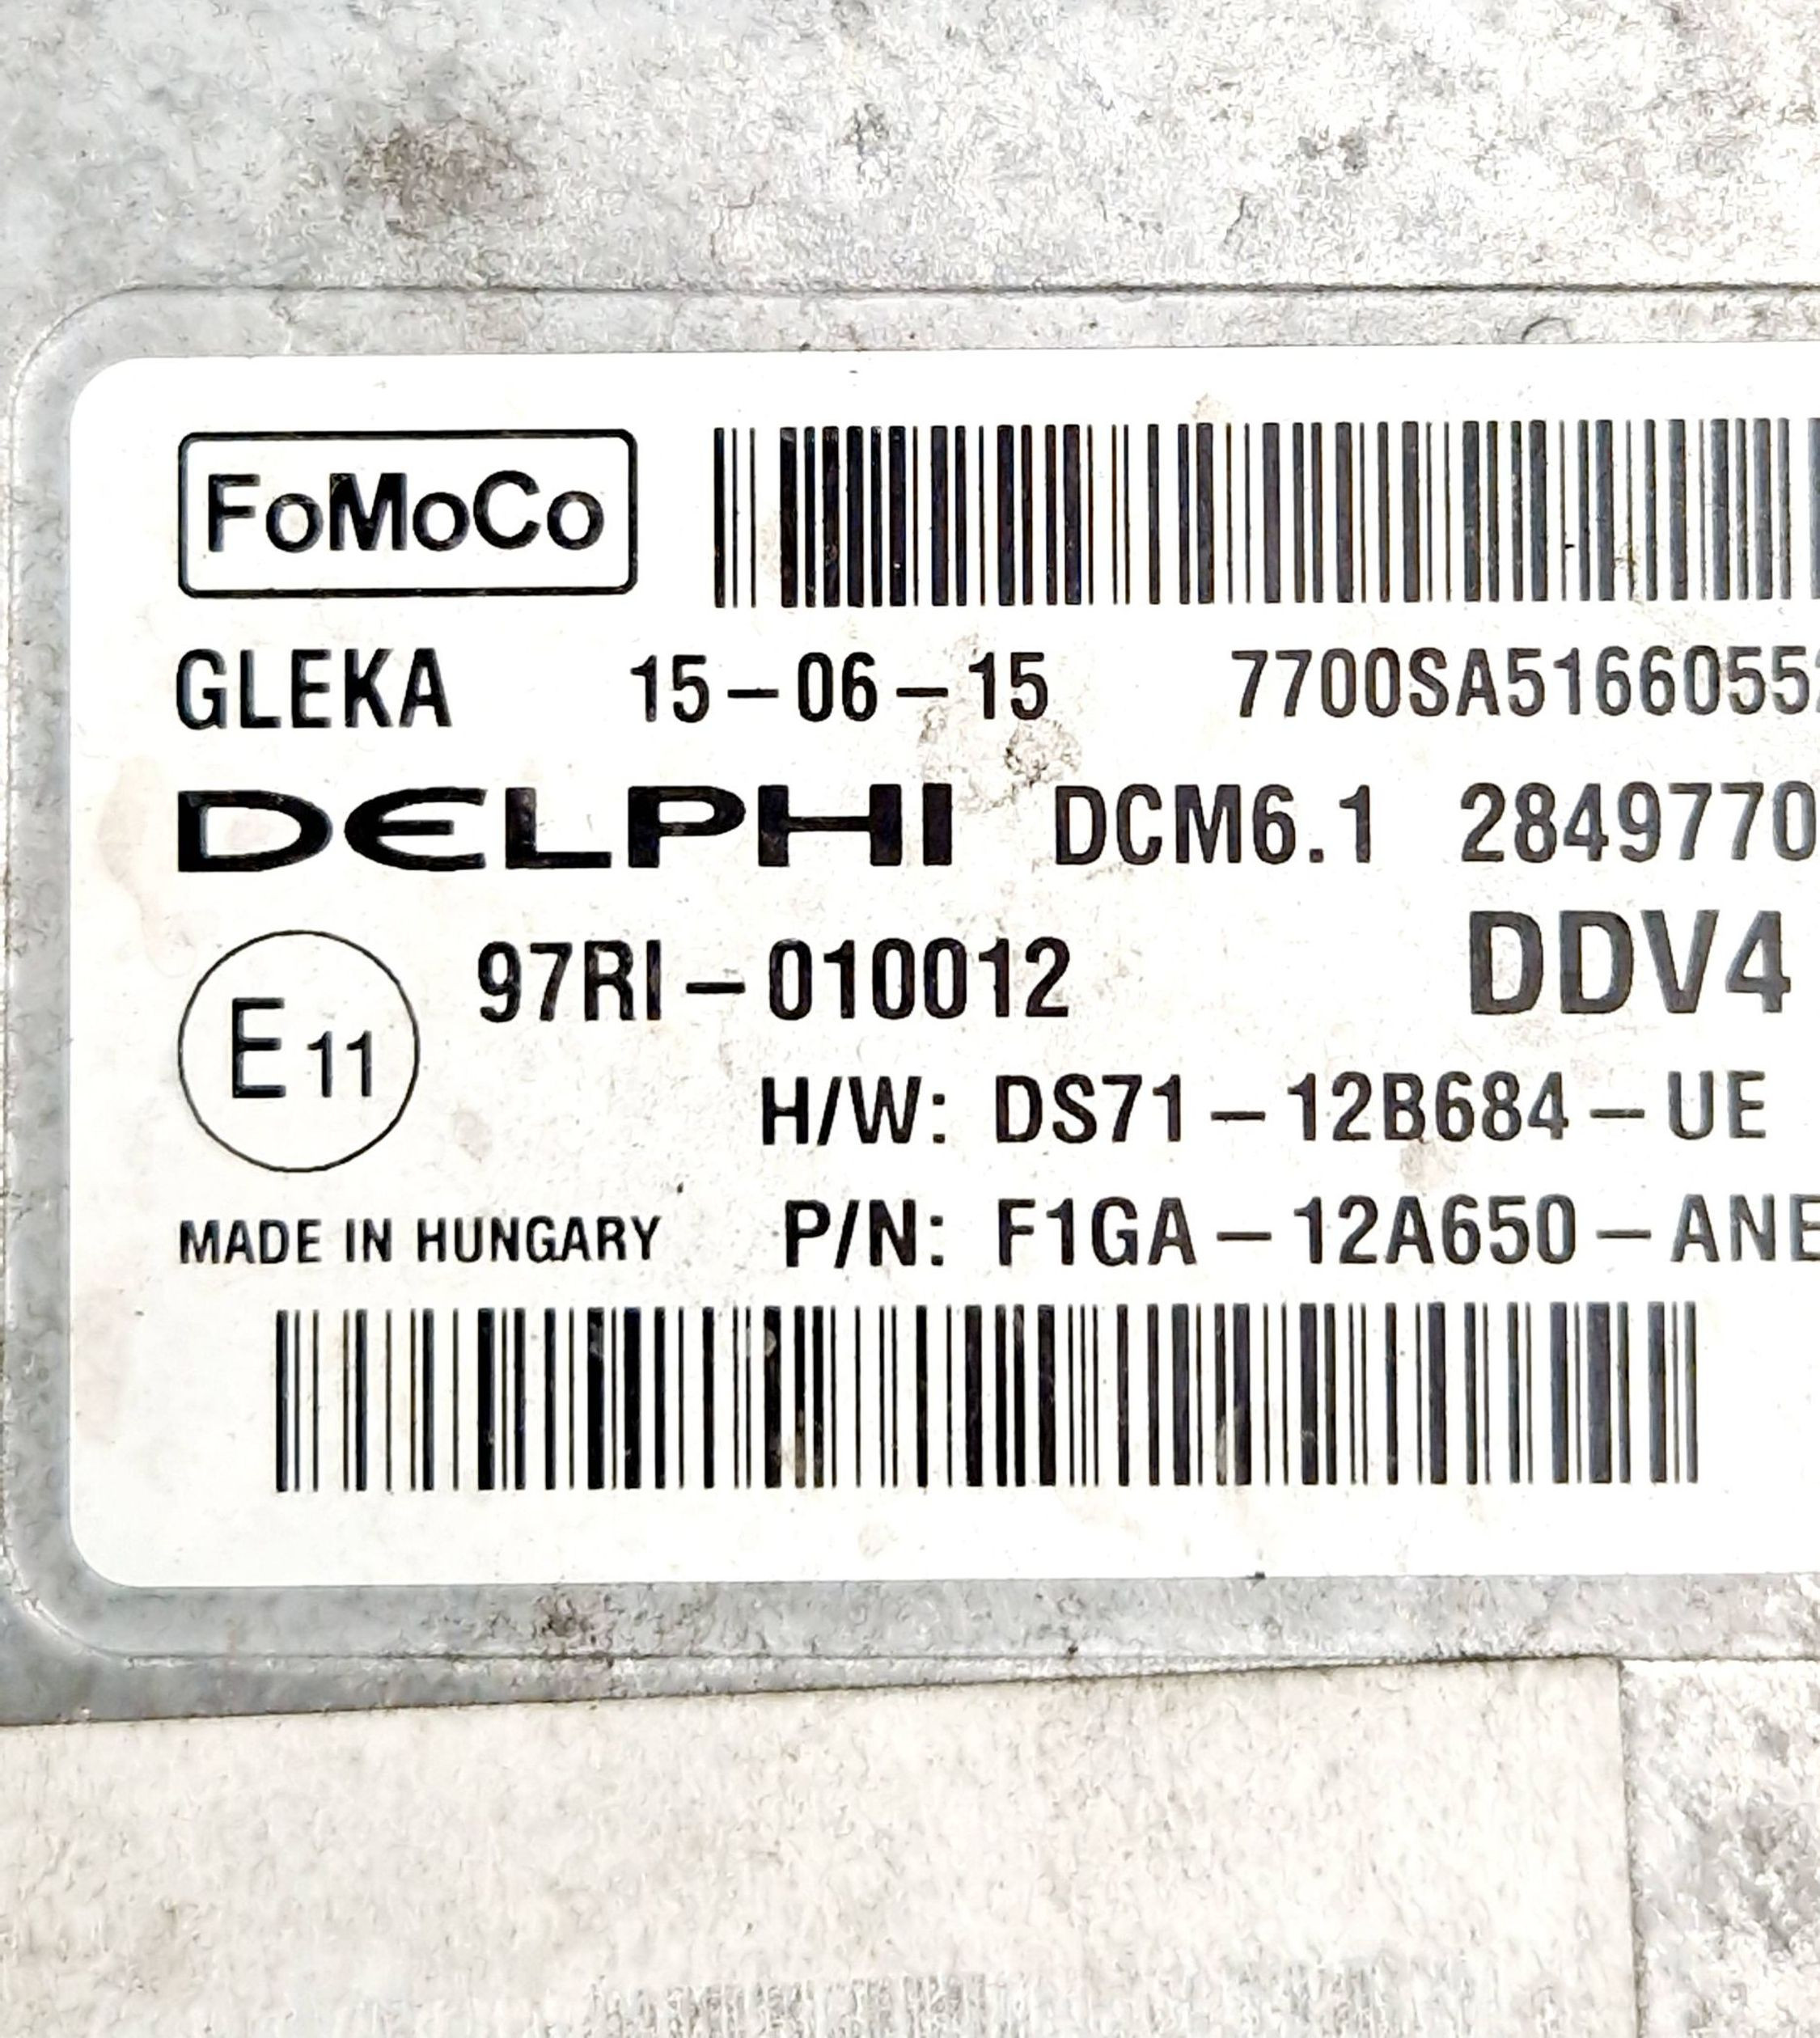 FoMoCo
GLEKA 15-06-15 7700SA5166055
DELPHI DCM6.1 2849770
97RI-010012 DDV4
E11
H/W: DS71-12B684-UE
MADE IN HUNGARY P/N: F1GA-12A650-ANE